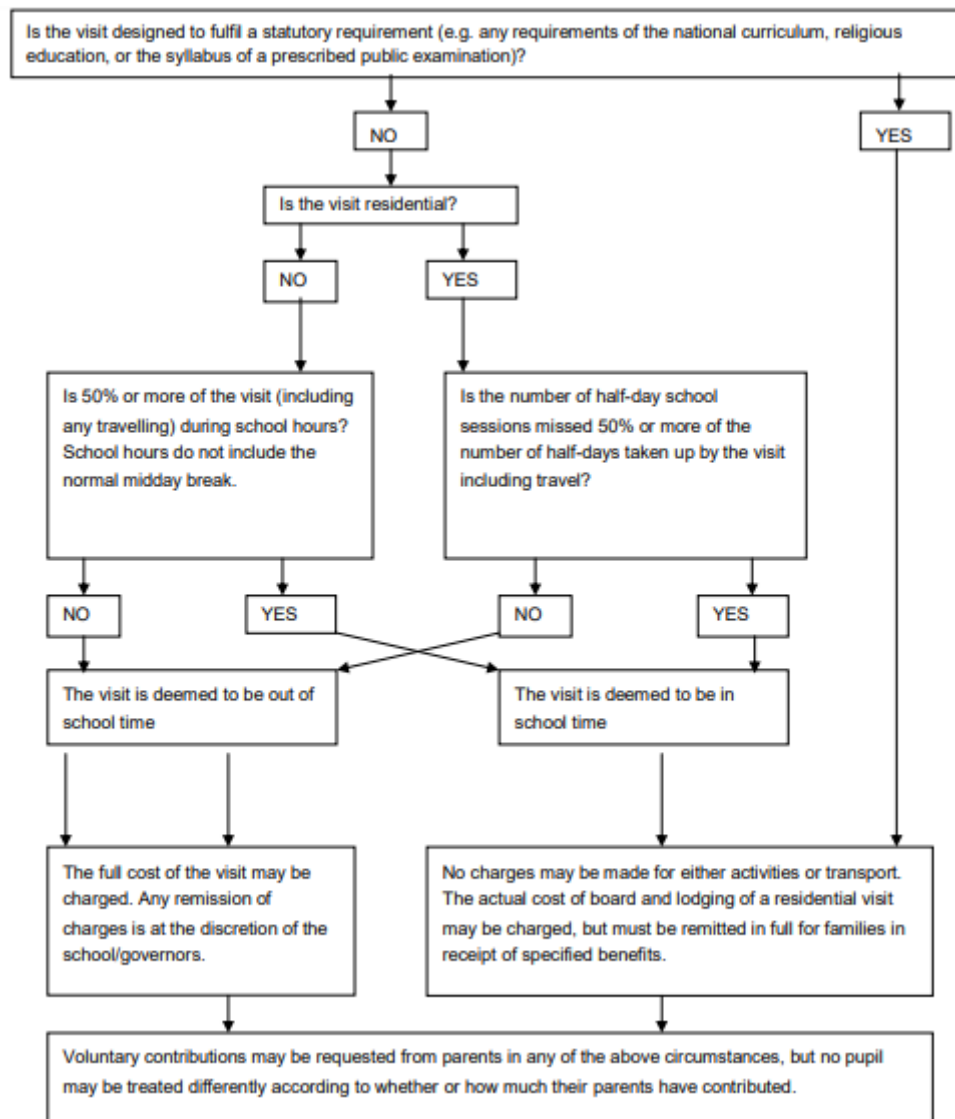 Is the visit designed to fulfil a statutory requirement (e.g. any requirements of the national curriculum, religious
education, or the syllabus of a prescribed public examination)?
NO
YES
Is the visit residential?
NO
YES
Is 50% or more of the visit (including
any travelling) during school hours?
School hours do not include the
normal midday break.
Is the number of half-day school
sessions missed 50% or more of the
number of half-days taken up by the visit
including travel?
NO
YES
NO
YES
The visit is deemed to be out of
school time
The visit is deemed to be in
school time
The full cost of the visit may be
charged. Any remission of
charges is at the discretion of the
school/governors.
No charges may be made for either activities or transport.
The actual cost of board and lodging of a residential visit
may be charged, but must be remitted in full for families in
receipt of specified benefits.
Voluntary contributions may be requested from parents in any of the above circumstances, but no pupil
may be treated differently according to whether or how much their parents have contributed.